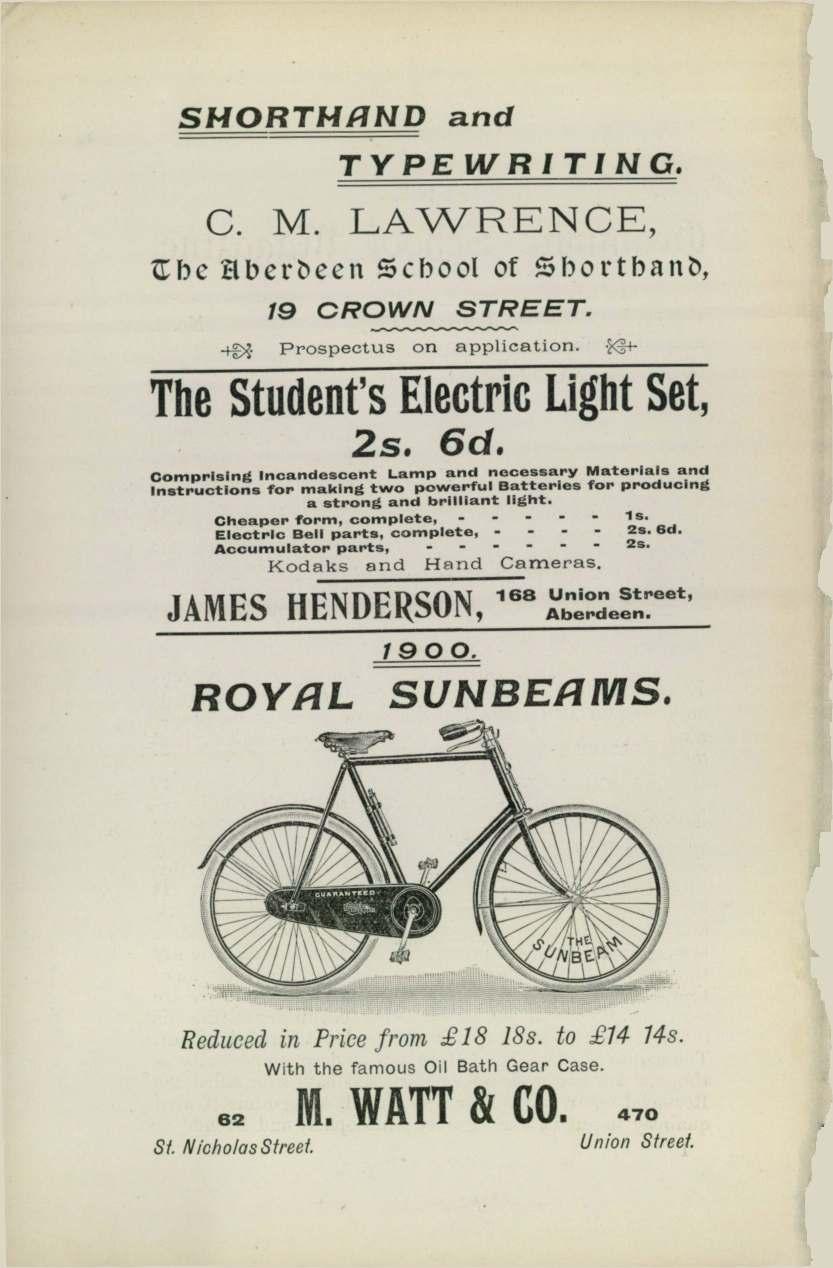 SHORTHAND and
TYPEWRITING.
C. M. LAWRENCE,
The Aberdeen School of Shorthand,
19 CROWN STREET.
Prospectus on application.
The Student's Electric Light Set,
2s. 6d.
Comprising Incandescent Lamp and necessary Materials and
Instructions for making two powerful Batteries for producing
a strong and brilliant light.
Cheaper form, complete, - - - - - 1s.
Electric Bell parts, complete, - - - - 2s. 6d.
Accumulator parts, - - - - - - 2s.
Kodaks and Hand Cameras.
JAMES HENDERSON, 168 Union Street,
Aberdeen.
1900.
ROYAL SUNBEAMS.
GUARANTEED
THE
SUNBEAM
Reduced in Price from £18 18s. to £14 14s.
With the famous Oil Bath Gear Case.
62 M. WATT & CO. 470
St. Nicholas Street. Union Street.